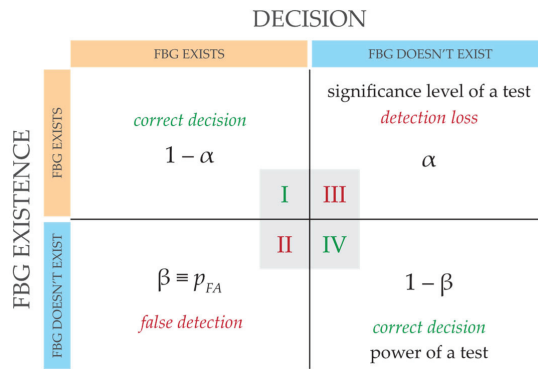 DECISION
FBG EXISTS
FBG DOESN'T EXIST
FBG EXISTENCE
FBG EXISTS
correct decision
1 – α
significance level of a test
detection loss
α
I
III
II
IV
FBG DOESN'T EXIST
β ≡ p_FA
false detection
1 – β
correct decision
power of a test